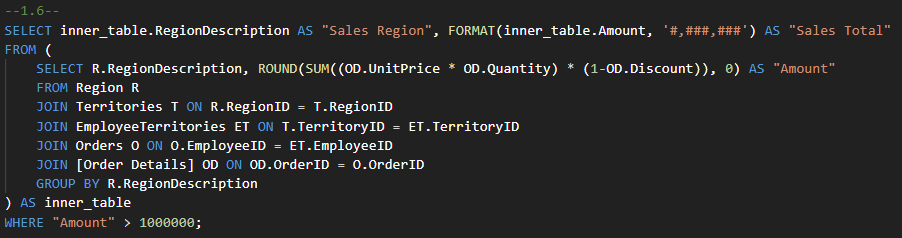 --1.6--
SELECT inner_table.RegionDescription AS "Sales Region", FORMAT(inner_table.Amount, '#,###,###') AS "Sales Total"
FROM (
    SELECT R.RegionDescription, ROUND(SUM((OD.UnitPrice * OD.Quantity) * (1-OD.Discount)), 0) AS "Amount"
    FROM Region R
    JOIN Territories T ON R.RegionID = T.RegionID
    JOIN EmployeeTerritories ET ON T.TerritoryID = ET.TerritoryID
    JOIN Orders O ON O.EmployeeID = ET.EmployeeID
    JOIN [Order Details] OD ON OD.OrderID = O.OrderID
    GROUP BY R.RegionDescription
) AS inner_table
WHERE "Amount" > 1000000;